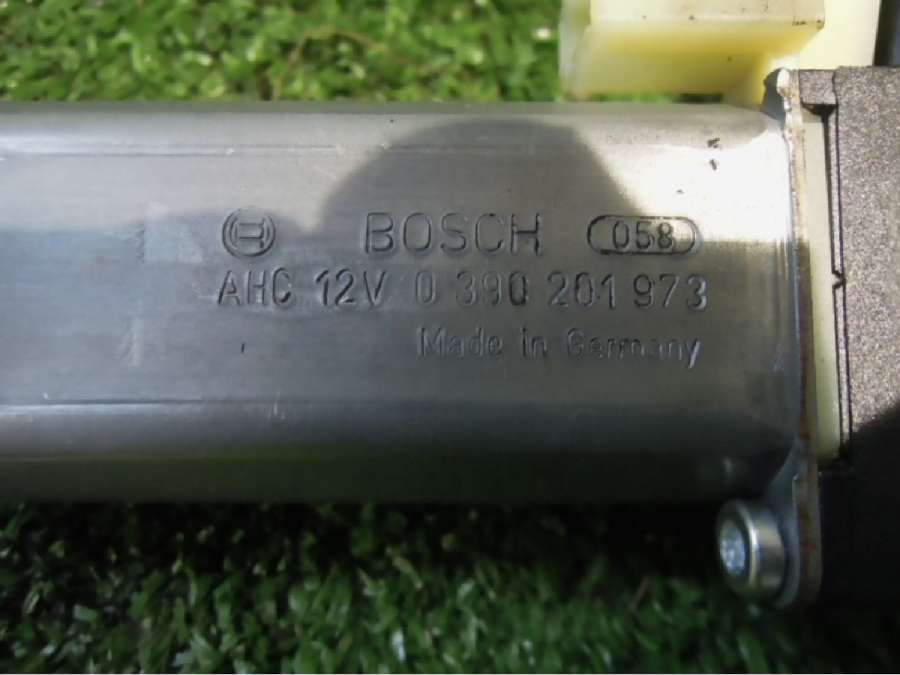 BOSCH 058
AHC 12V 0 390 201 973
Made in Germany